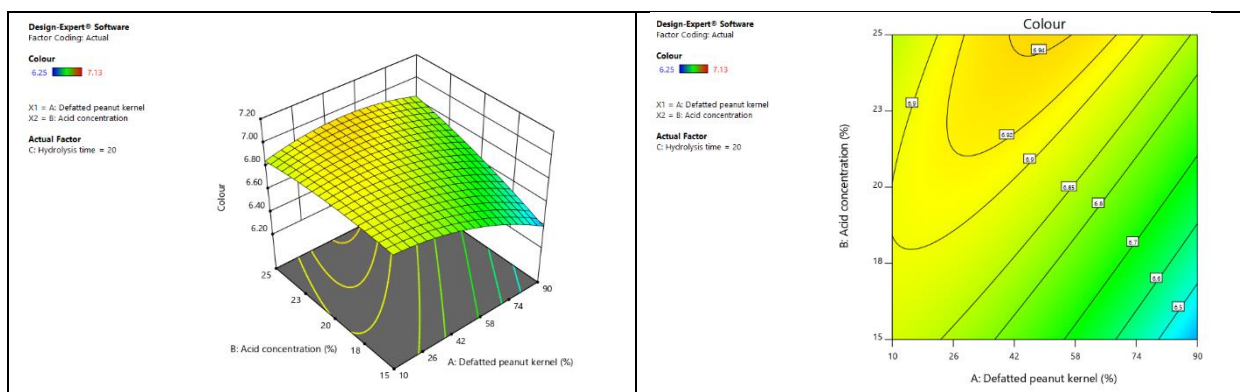 Design-Expert® Software
Factor Coding: Actual
Colour
6.25 7.13
X1 = A: Defatted peanut kernel
X2 = B: Acid concentration
Actual Factor
C: Hydrolysis time = 20
7.20
7.00
6.80
6.60
6.40
6.20
Colour
25
23
20
18
15
B: Acid concentration (%)
10
26
42
58
74
90
A: Defatted peanut kernel (%)
Design-Expert® Software
Factor Coding: Actual
Colour
6.25 7.13
X1 = A: Defatted peanut kernel
X2 = B: Acid concentration
Actual Factor
C: Hydrolysis time = 20
Colour
25
23
20
18
15
B: Acid concentration (%)
6.94
6.9
6.92
6.9
6.85
6.8
6.7
6.6
6.5
10 26 42 58 74 90
A: Defatted peanut kernel (%)